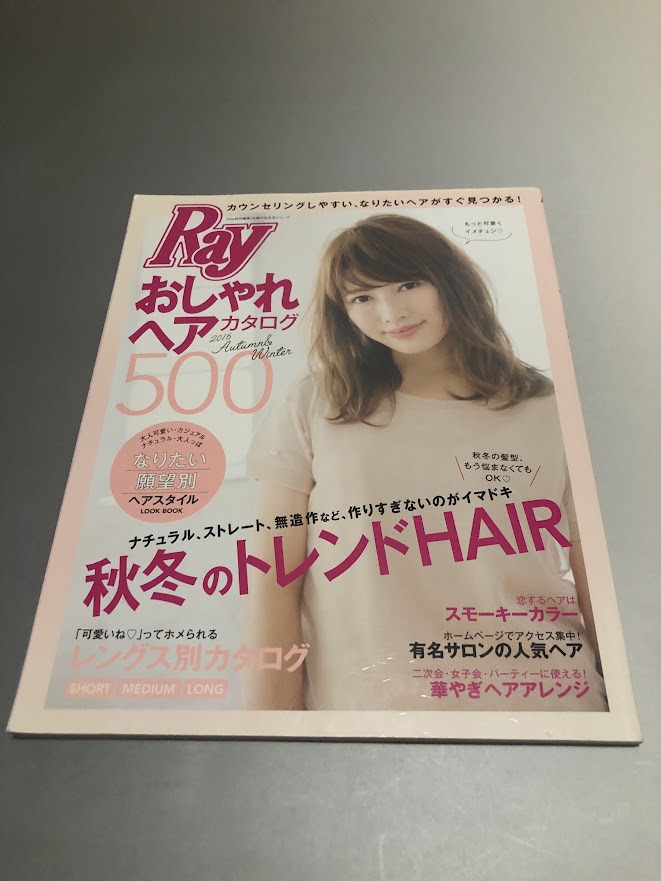 カウンセリングしやすい、なりたいヘアがすぐ見つかる!
Ray
おしゃれ
ヘアカタログ
2016
Autumn&
Winter
500
もっと可愛く
イメチェン♡
大人可愛い・カジュアル
ナチュラル・大人っぽ
なりたい
願望別
ヘアスタイル
LOOK BOOK
秋冬の髪型、
もう悩まなくても
OK♡
ナチュラル、ストレート、無造作など、作りすぎないのがイマドキ
秋冬のトレンドHAIR
「可愛いね♡」ってホメられる
レングス別カタログ
SHORT MEDIUM LONG
恋するヘアは
スモーキーカラー
ホームページでアクセス集中!
有名サロンの人気ヘア
二次会・女子会・パーティーに使える!
華やぎヘアアレンジ